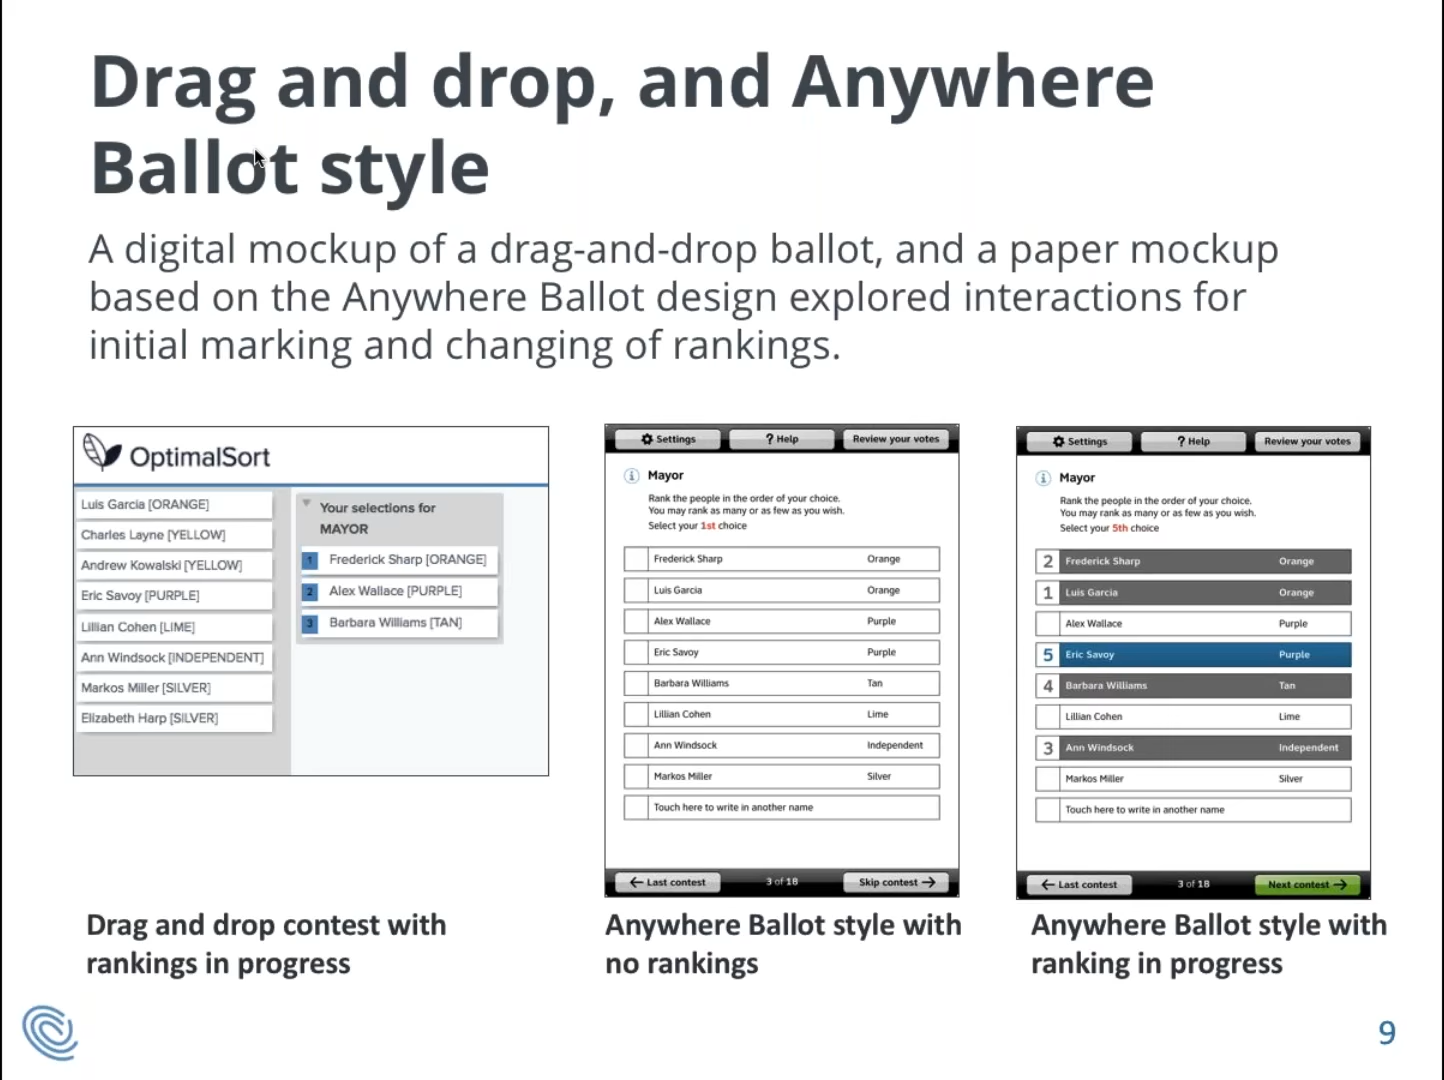 Drag and drop, and Anywhere
Ballot style
A digital mockup of a drag-and-drop ballot, and a paper mockup
based on the Anywhere Ballot design explored interactions for
initial marking and changing of rankings.
OptimalSort
Luis Garcia [ORANGE]
Charles Layne [YELLOW]
Andrew Kowalski [YELLOW]
Eric Savoy [PURPLE]
Lillian Cohen [LIME]
Ann Windsock [INDEPENDENT]
Markos Miller [SILVER]
Elizabeth Harp [SILVER]
Your selections for
MAYOR
1 Frederick Sharp [ORANGE]
2 Alex Wallace [PURPLE]
3 Barbara Williams [TAN]
Drag and drop contest with
rankings in progress
Settings ? Help Review your votes
i Mayor
Rank the people in the order of your choice.
You may rank as many or as few as you wish.
Select your 1st choice
Frederick Sharp Orange
Luis Garcia Orange
Alex Wallace Purple
Eric Savoy Purple
Barbara Williams Tan
Lillian Cohen Lime
Ann Windsock Independent
Markos Miller Silver
Touch here to write in another name
← Last contest 3 of 18 Skip contest →
Anywhere Ballot style with
no rankings
Settings ? Help Review your votes
i Mayor
Rank the people in the order of your choice.
You may rank as many or as few as you wish.
Select your 5th choice
2 Frederick Sharp Orange
1 Luis Garcia Orange
Alex Wallace Purple
5 Eric Savoy Purple
4 Barbara Williams Tan
Lillian Cohen Lime
3 Ann Windsock Independent
Markos Miller Silver
Touch here to write in another name
← Last contest 3 of 18 Next contest →
Anywhere Ballot style with
ranking in progress
9